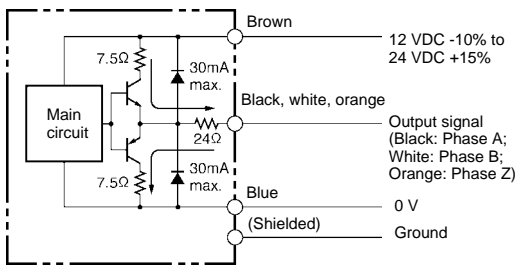 Brown
12 VDC -10% to
24 VDC +15%
7.5Ω
30mA
max.
Black, white, orange
Main
circuit
24Ω
Output signal
(Black: Phase A;
White: Phase B;
Orange: Phase Z)
30mA
max.
7.5Ω
Blue
0 V
(Shielded)
Ground